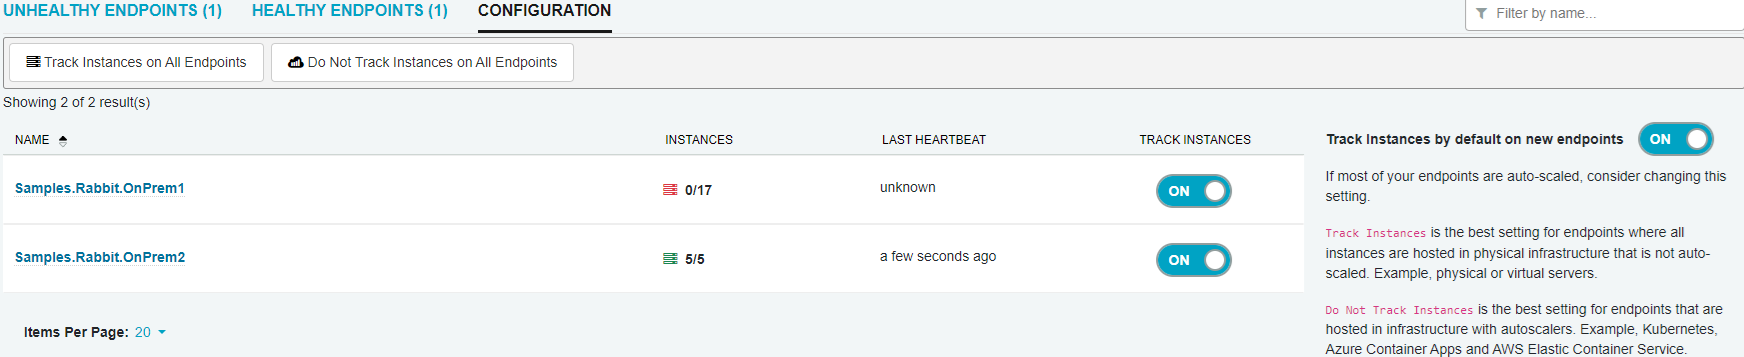 UNHEALTHY ENDPOINTS (1) HEALTHY ENDPOINTS (1) CONFIGURATION
Filter by name...
Track Instances on All Endpoints Do Not Track Instances on All Endpoints
Showing 2 of 2 result(s)
NAME INSTANCES LAST HEARTBEAT TRACK INSTANCES
Samples.Rabbit.OnPrem1 0/17 unknown ON
Samples.Rabbit.OnPrem2 5/5 a few seconds ago ON
Items Per Page: 20
Track Instances by default on new endpoints ON
If most of your endpoints are auto-scaled, consider changing this
setting.
Track Instances is the best setting for endpoints where all
instances are hosted in physical infrastructure that is not auto-
scaled. Example, physical or virtual servers.
Do Not Track Instances is the best setting for endpoints that are
hosted in infrastructure with autoscalers. Example, Kubernetes,
Azure Container Apps and AWS Elastic Container Service.